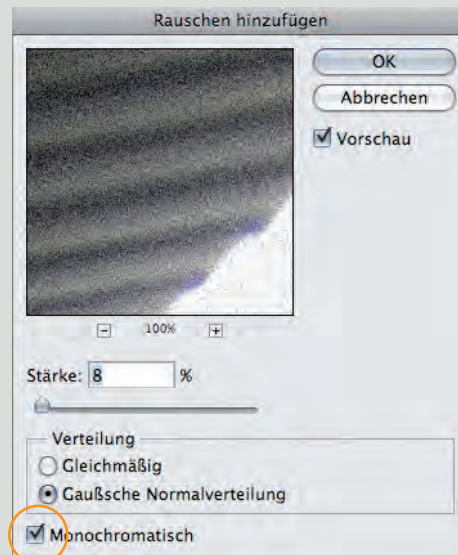 Rauschen hinzufügen
OK
Abbrechen
Vorschau
100%
Stärke: 8 %
Verteilung
Gleichmäßig
Gaußsche Normalverteilung
Monochromatisch